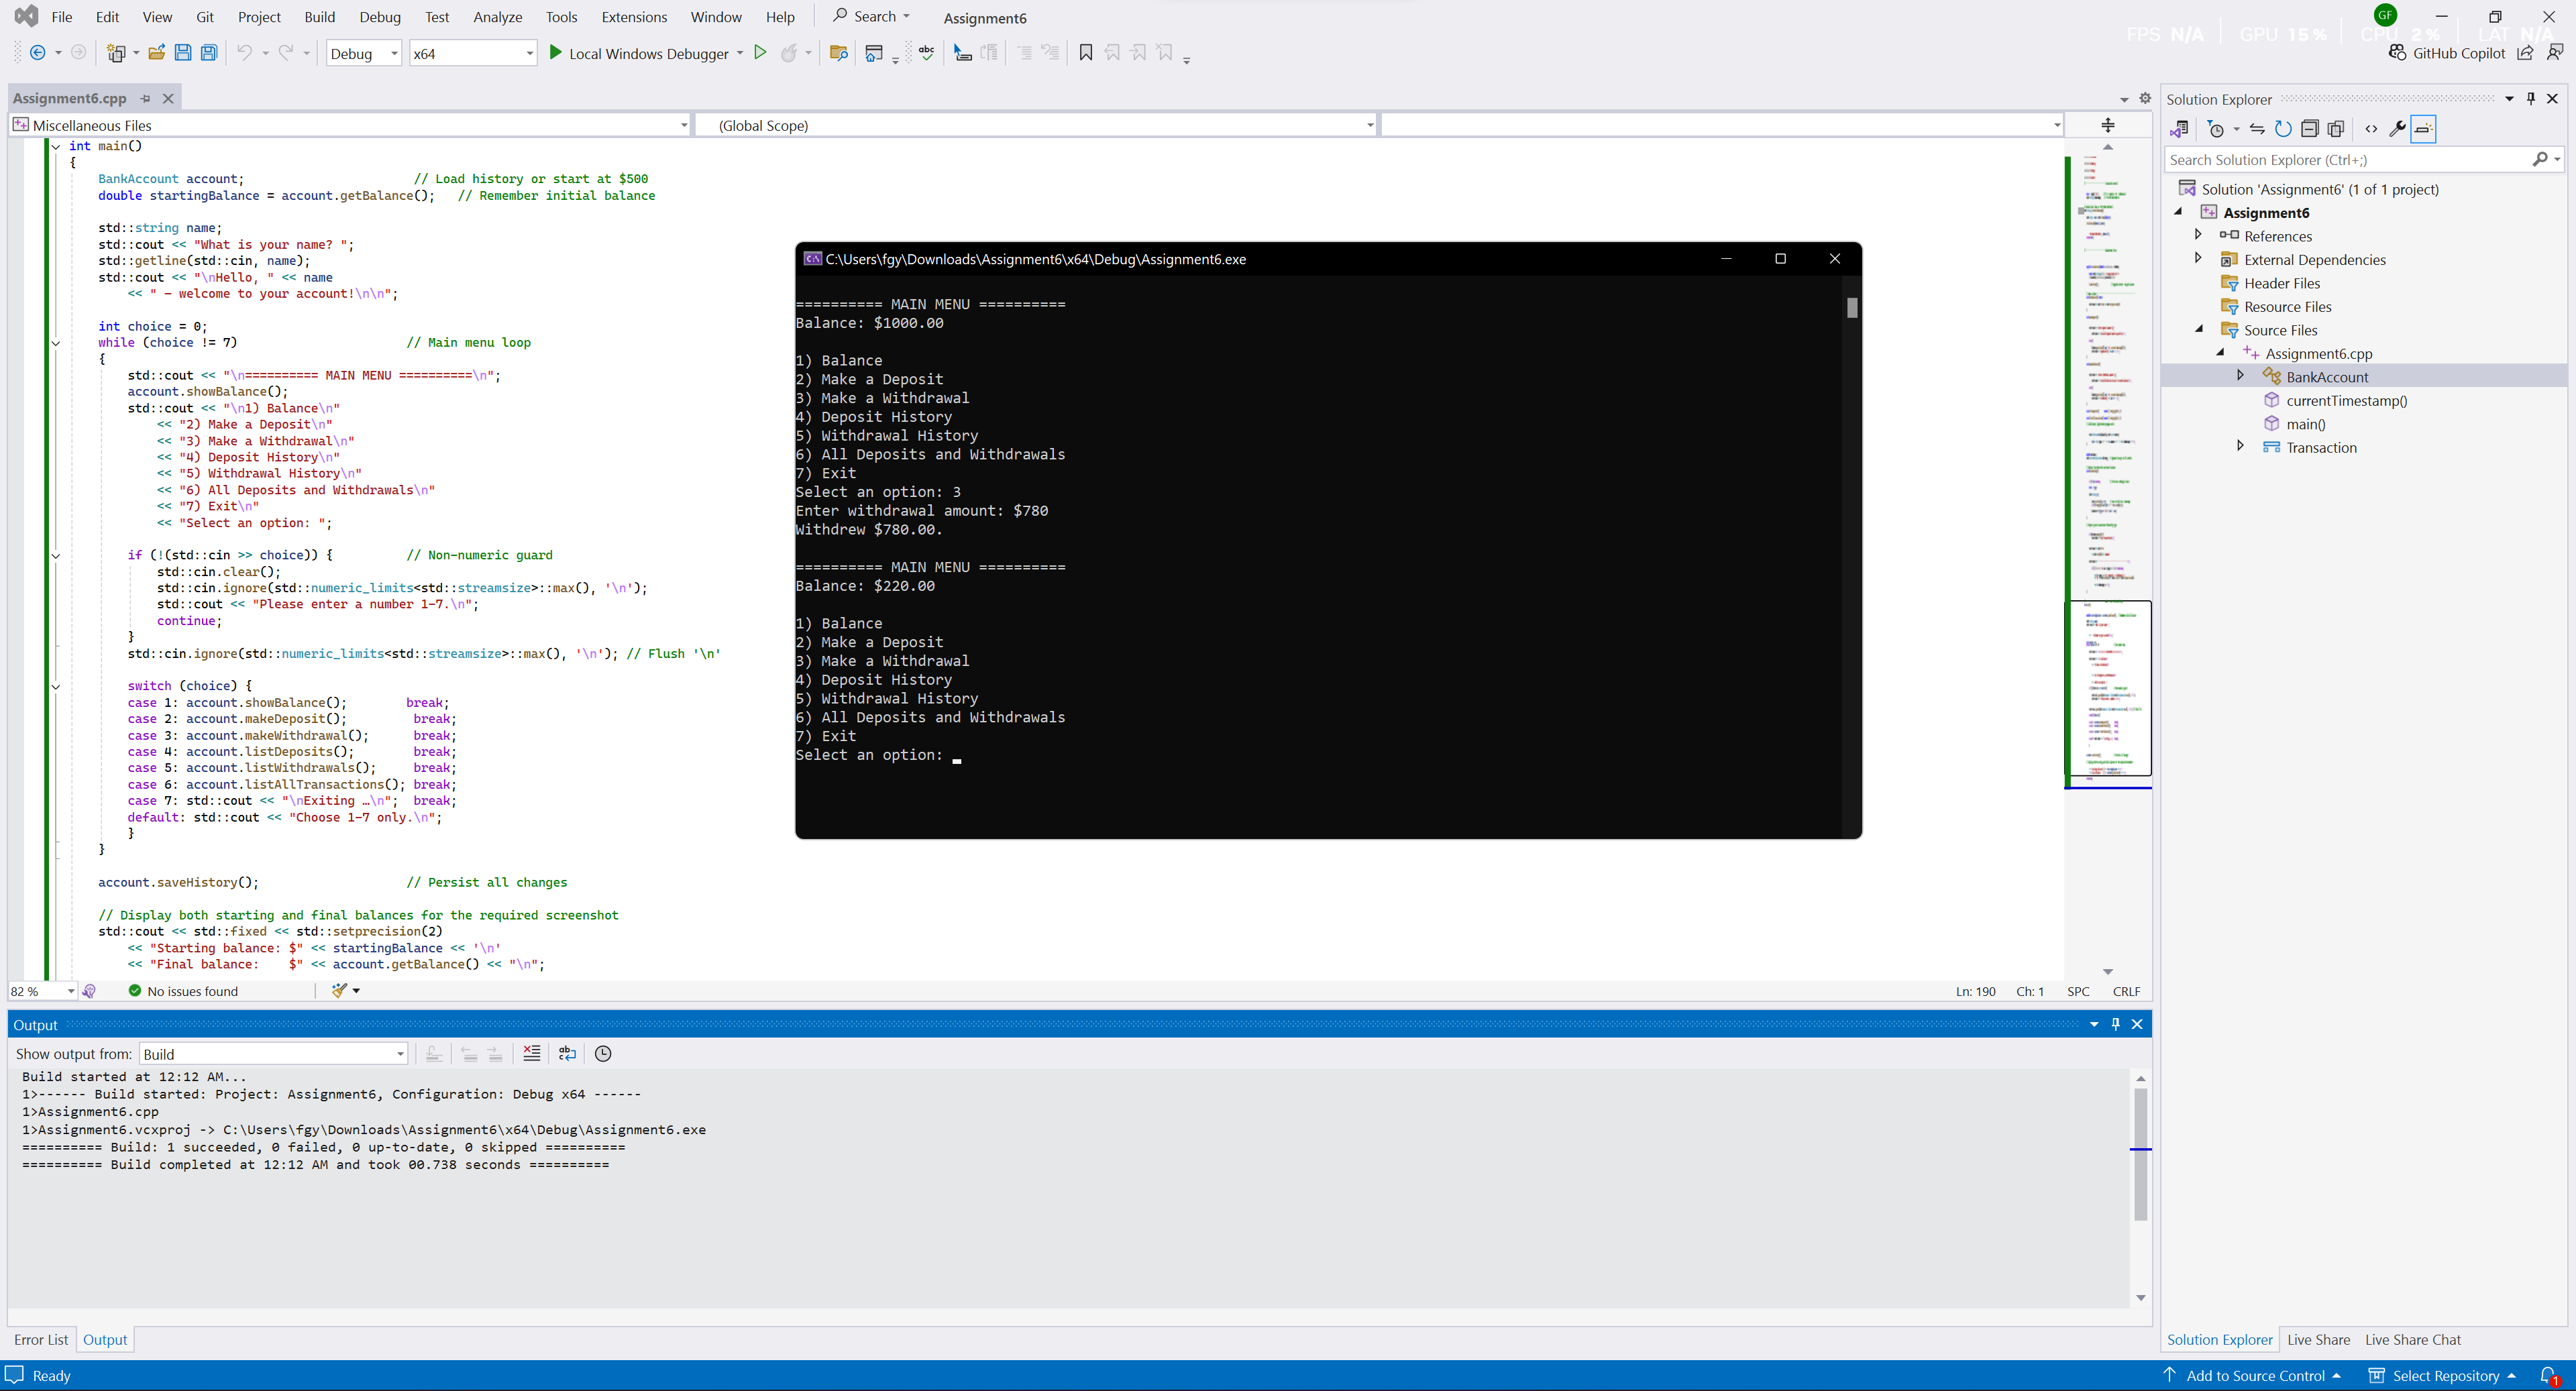 File Edit View Git Project Build Debug Test Analyze Tools Extensions Window Help Search Assignment6 GF
FPS N/A GPU 15 % CPU 2 % LAT N/A
Debug x64 Local Windows Debugger GitHub Copilot
Assignment6.cpp
Miscellaneous Files (Global Scope)
int main()
{
BankAccount account; // Load history or start at $500
double startingBalance = account.getBalance(); // Remember initial balance
std::string name;
std::cout << "What is your name? ";
std::getline(std::cin, name);
std::cout << "\nHello, " << name
<< " - welcome to your account!\n\n";
int choice = 0;
while (choice != 7) // Main menu loop
{
std::cout << "\n========== MAIN MENU ==========\n";
account.showBalance();
std::cout << "\n1) Balance\n"
<< "2) Make a Deposit\n"
<< "3) Make a Withdrawal\n"
<< "4) Deposit History\n"
<< "5) Withdrawal History\n"
<< "6) All Deposits and Withdrawals\n"
<< "7) Exit\n"
<< "Select an option: ";
if (!(std::cin >> choice)) { // Non-numeric guard
std::cin.clear();
std::cin.ignore(std::numeric_limits<std::streamsize>::max(), '\n');
std::cout << "Please enter a number 1-7.\n";
continue;
}
std::cin.ignore(std::numeric_limits<std::streamsize>::max(), '\n'); // Flush '\n'
switch (choice) {
case 1: account.showBalance(); break;
case 2: account.makeDeposit(); break;
case 3: account.makeWithdrawal(); break;
case 4: account.listDeposits(); break;
case 5: account.listWithdrawals(); break;
case 6: account.listAllTransactions(); break;
case 7: std::cout << "\nExiting …\n"; break;
default: std::cout << "Choose 1-7 only.\n";
}
}
account.saveHistory(); // Persist all changes
// Display both starting and final balances for the required screenshot
std::cout << std::fixed << std::setprecision(2)
<< "Starting balance: $" << startingBalance << '\n'
<< "Final balance: $" << account.getBalance() << "\n";
82 % No issues found Ln: 190 Ch: 1 SPC CRLF
C:\Users\fgy\Downloads\Assignment6\x64\Debug\Assignment6.exe
========== MAIN MENU ==========
Balance: $1000.00
1) Balance
2) Make a Deposit
3) Make a Withdrawal
4) Deposit History
5) Withdrawal History
6) All Deposits and Withdrawals
7) Exit
Select an option: 3
Enter withdrawal amount: $780
Withdrew $780.00.
========== MAIN MENU ==========
Balance: $220.00
1) Balance
2) Make a Deposit
3) Make a Withdrawal
4) Deposit History
5) Withdrawal History
6) All Deposits and Withdrawals
7) Exit
Select an option: _
Solution Explorer
Search Solution Explorer (Ctrl+;)
Solution 'Assignment6' (1 of 1 project)
Assignment6
References
External Dependencies
Header Files
Resource Files
Source Files
Assignment6.cpp
BankAccount
currentTimestamp()
main()
Transaction
Output
Show output from: Build
Build started at 12:12 AM...
1>------ Build started: Project: Assignment6, Configuration: Debug x64 ------
1>Assignment6.cpp
1>Assignment6.vcxproj -> C:\Users\fgy\Downloads\Assignment6\x64\Debug\Assignment6.exe
========== Build: 1 succeeded, 0 failed, 0 up-to-date, 0 skipped ==========
========== Build completed at 12:12 AM and took 00.738 seconds ==========
Error List Output
Solution Explorer Live Share Live Share Chat
Ready Add to Source Control Select Repository 1